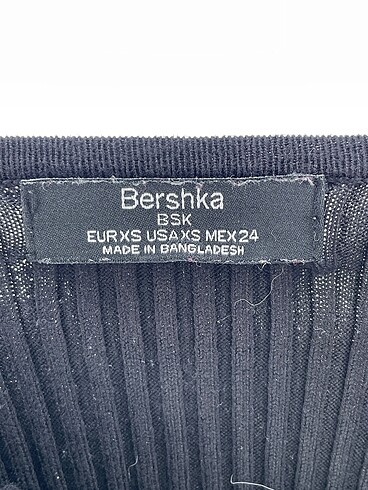 Bershka
BSK
EUR XS USA XS MEX 24
MADE IN BANGLADESH